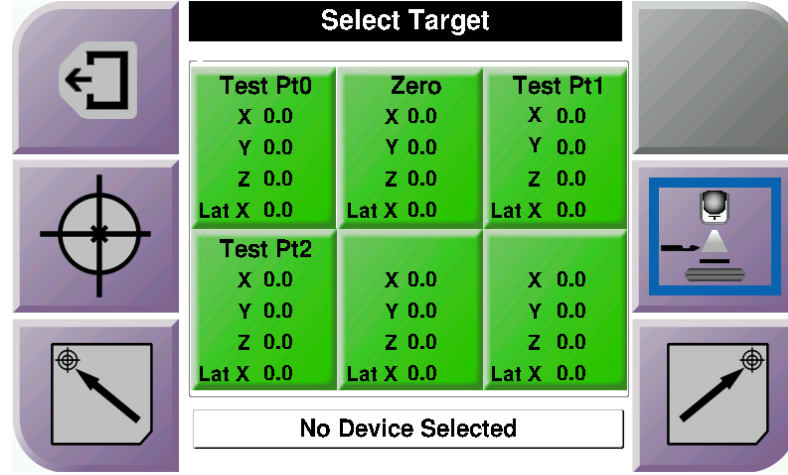 Select Target
Test Pt0 Zero Test Pt1
X 0.0 X 0.0 X 0.0
Y 0.0 Y 0.0 Y 0.0
Z 0.0 Z 0.0 Z 0.0
Lat X 0.0 Lat X 0.0 Lat X 0.0
Test Pt2
X 0.0 X 0.0 X 0.0
Y 0.0 Y 0.0 Y 0.0
Z 0.0 Z 0.0 Z 0.0
Lat X 0.0 Lat X 0.0 Lat X 0.0
No Device Selected